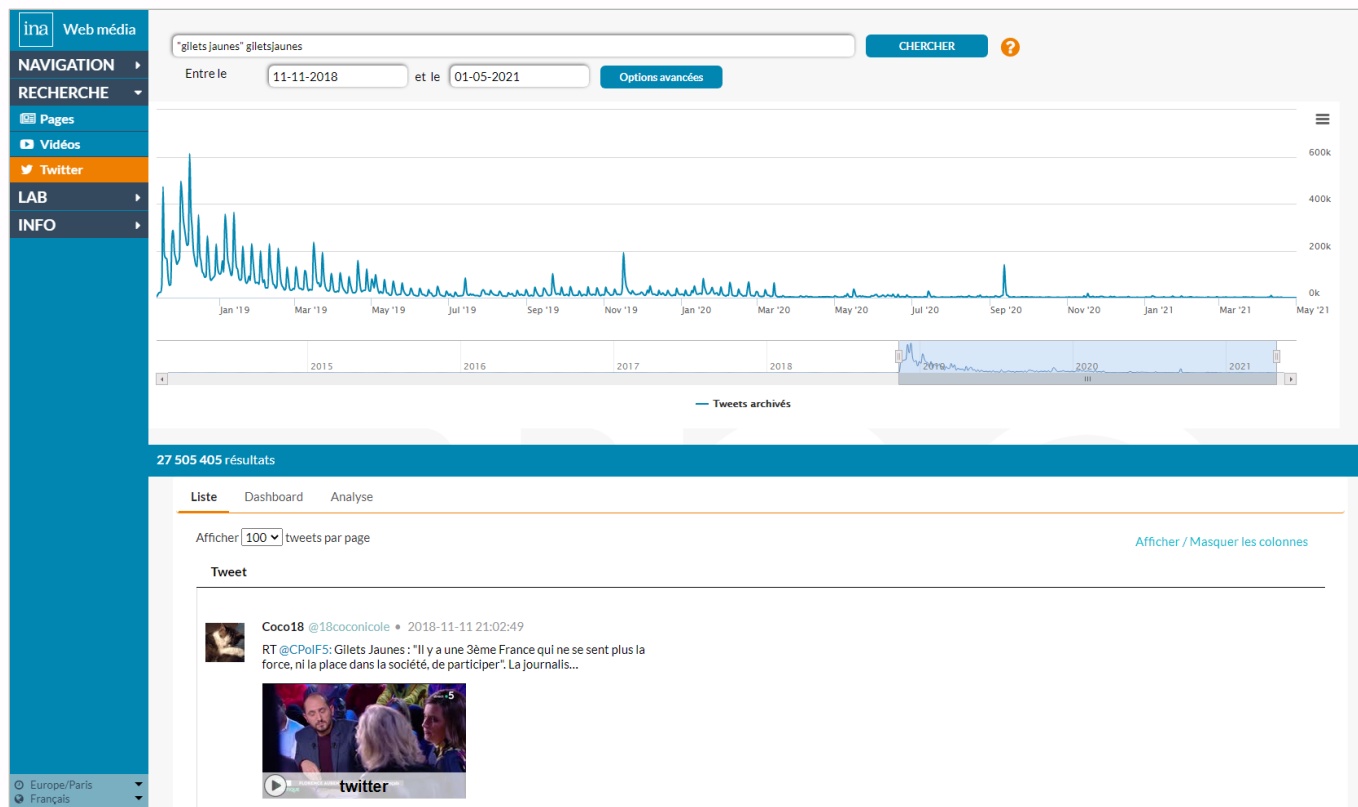 ina Web média
NAVIGATION
RECHERCHE
Pages
Vidéos
Twitter
LAB
INFO
"gilets jaunes" giletsjaunes
CHERCHER
?
Entre le 11-11-2018 et le 01-05-2021 Options avancées
600k
400k
200k
0k
Jan '19 Mar '19 May '19 Jul '19 Sep '19 Nov '19 Jan '20 Mar '20 May '20 Jul '20 Sep '20 Nov '20 Jan '21 Mar '21 May '21
2015 2016 2017 2018 2019 2020 2021
Tweets archivés
27 505 405 résultats
Liste Dashboard Analyse
Afficher 100 tweets par page
Afficher / Masquer les colonnes
Tweet
Coco18 @18coconicole • 2018-11-11 21:02:49
RT @CPolF5: Gilets Jaunes : "Il y a une 3ème France qui ne se sent plus la
force, ni la place dans la société, de participer". La journalis...
5
twitter
Europe/Paris
Français